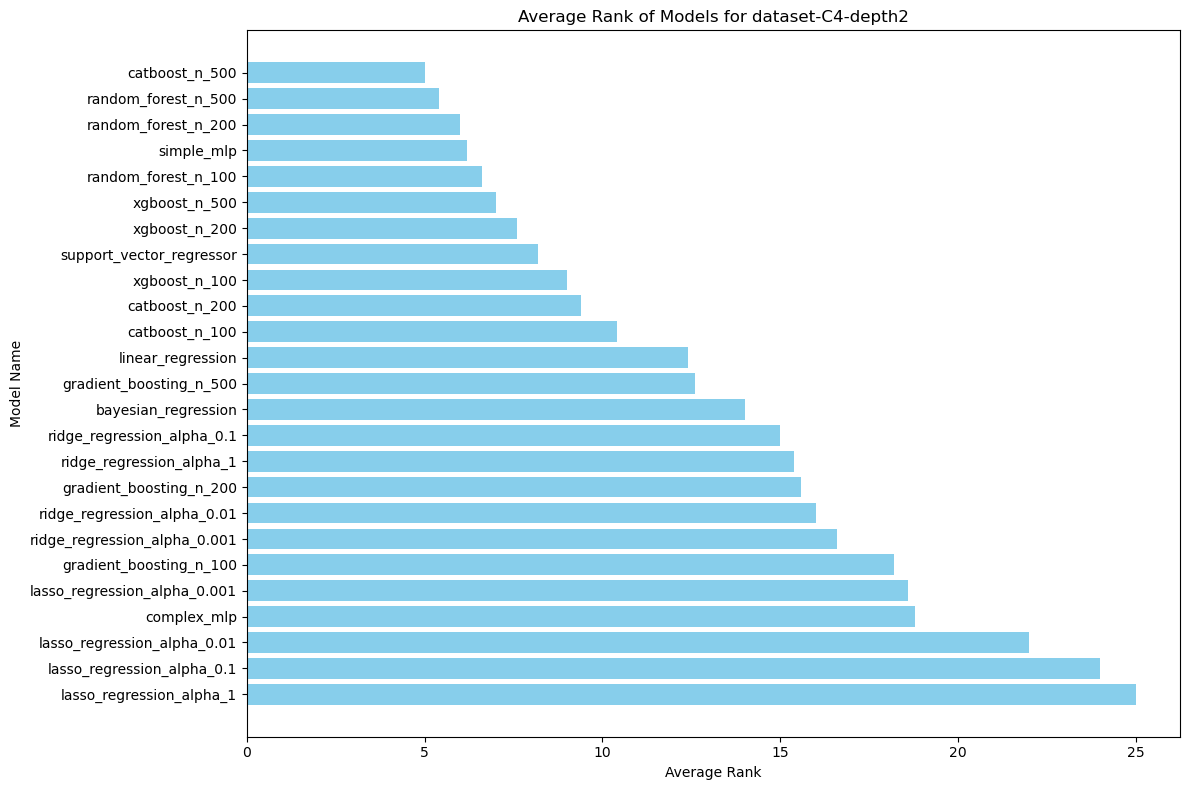 Average Rank of Models for dataset-C4-depth2
Model Name
catboost_n_500
random_forest_n_500
random_forest_n_200
simple_mlp
random_forest_n_100
xgboost_n_500
xgboost_n_200
support_vector_regressor
xgboost_n_100
catboost_n_200
catboost_n_100
linear_regression
gradient_boosting_n_500
bayesian_regression
ridge_regression_alpha_0.1
ridge_regression_alpha_1
gradient_boosting_n_200
ridge_regression_alpha_0.01
ridge_regression_alpha_0.001
gradient_boosting_n_100
lasso_regression_alpha_0.001
complex_mlp
lasso_regression_alpha_0.01
lasso_regression_alpha_0.1
lasso_regression_alpha_1
0 5 10 15 20 25
Average Rank